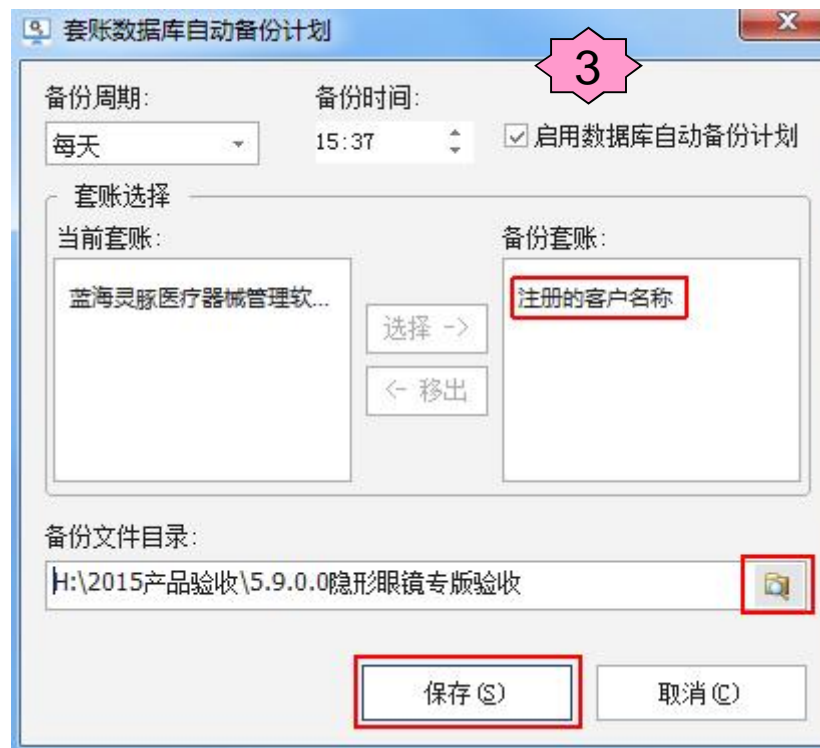 套账数据库自动备份计划
3
备份周期:
备份时间:
每天
15:37
启用数据库自动备份计划
套账选择
当前套账:
备份套账:
蓝海灵豚医疗器械管理软...
注册的客户名称
选择 ->
<- 移出
备份文件目录:
H:\2015产品验收\5.9.0.0隐形眼镜专版验收
保存(S)
取消(C)